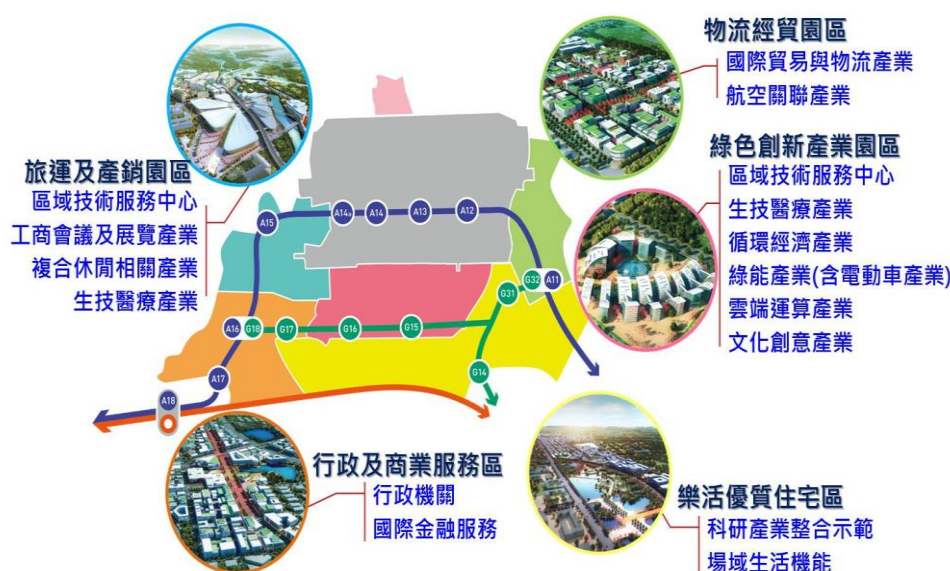 物流經貿園區
國際貿易與物流產業
航空關聯產業
旅運及產銷園區
區域技術服務中心
工商會議及展覽產業
複合休閒相關產業
生技醫療產業
綠色創新產業園區
區域技術服務中心
生技醫療產業
循環經濟產業
綠能產業(含電動車產業)
雲端運算產業
文化創意產業
A15
A14a
A14
A13
A12
A11
G32
G31
A16
G18
G17
G16
G15
G14
A17
A18
行政及商業服務區
行政機關
國際金融服務
樂活優質住宅區
科研產業整合示範
場域生活機能